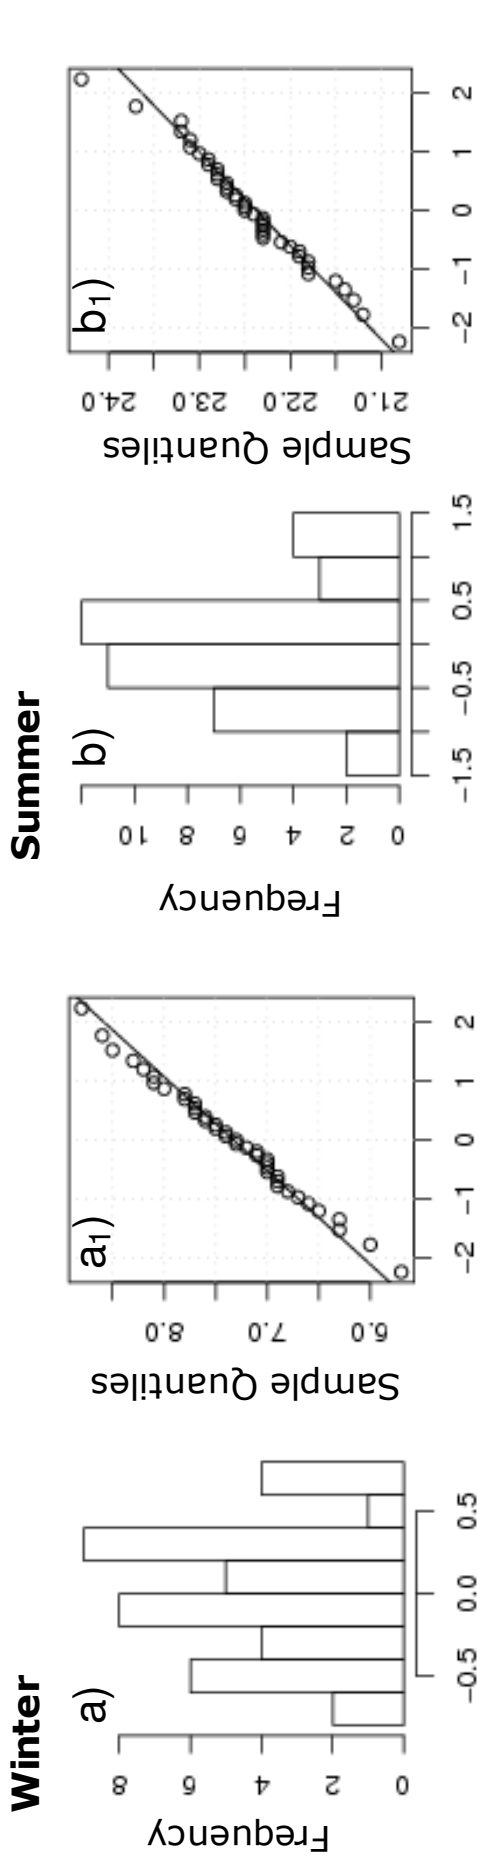 Winter
a)
Frequency
8
6
4
2
0
−0.5 0.0 0.5
a₁)
Sample Quantiles
8.0
7.0
6.0
−2 −1 0 1 2
Summer
b)
Frequency
10
8
6
4
2
0
−1.5 −0.5 0.5 1.5
b₁)
Sample Quantiles
24.0
23.0
22.0
21.0
−2 −1 0 1 2